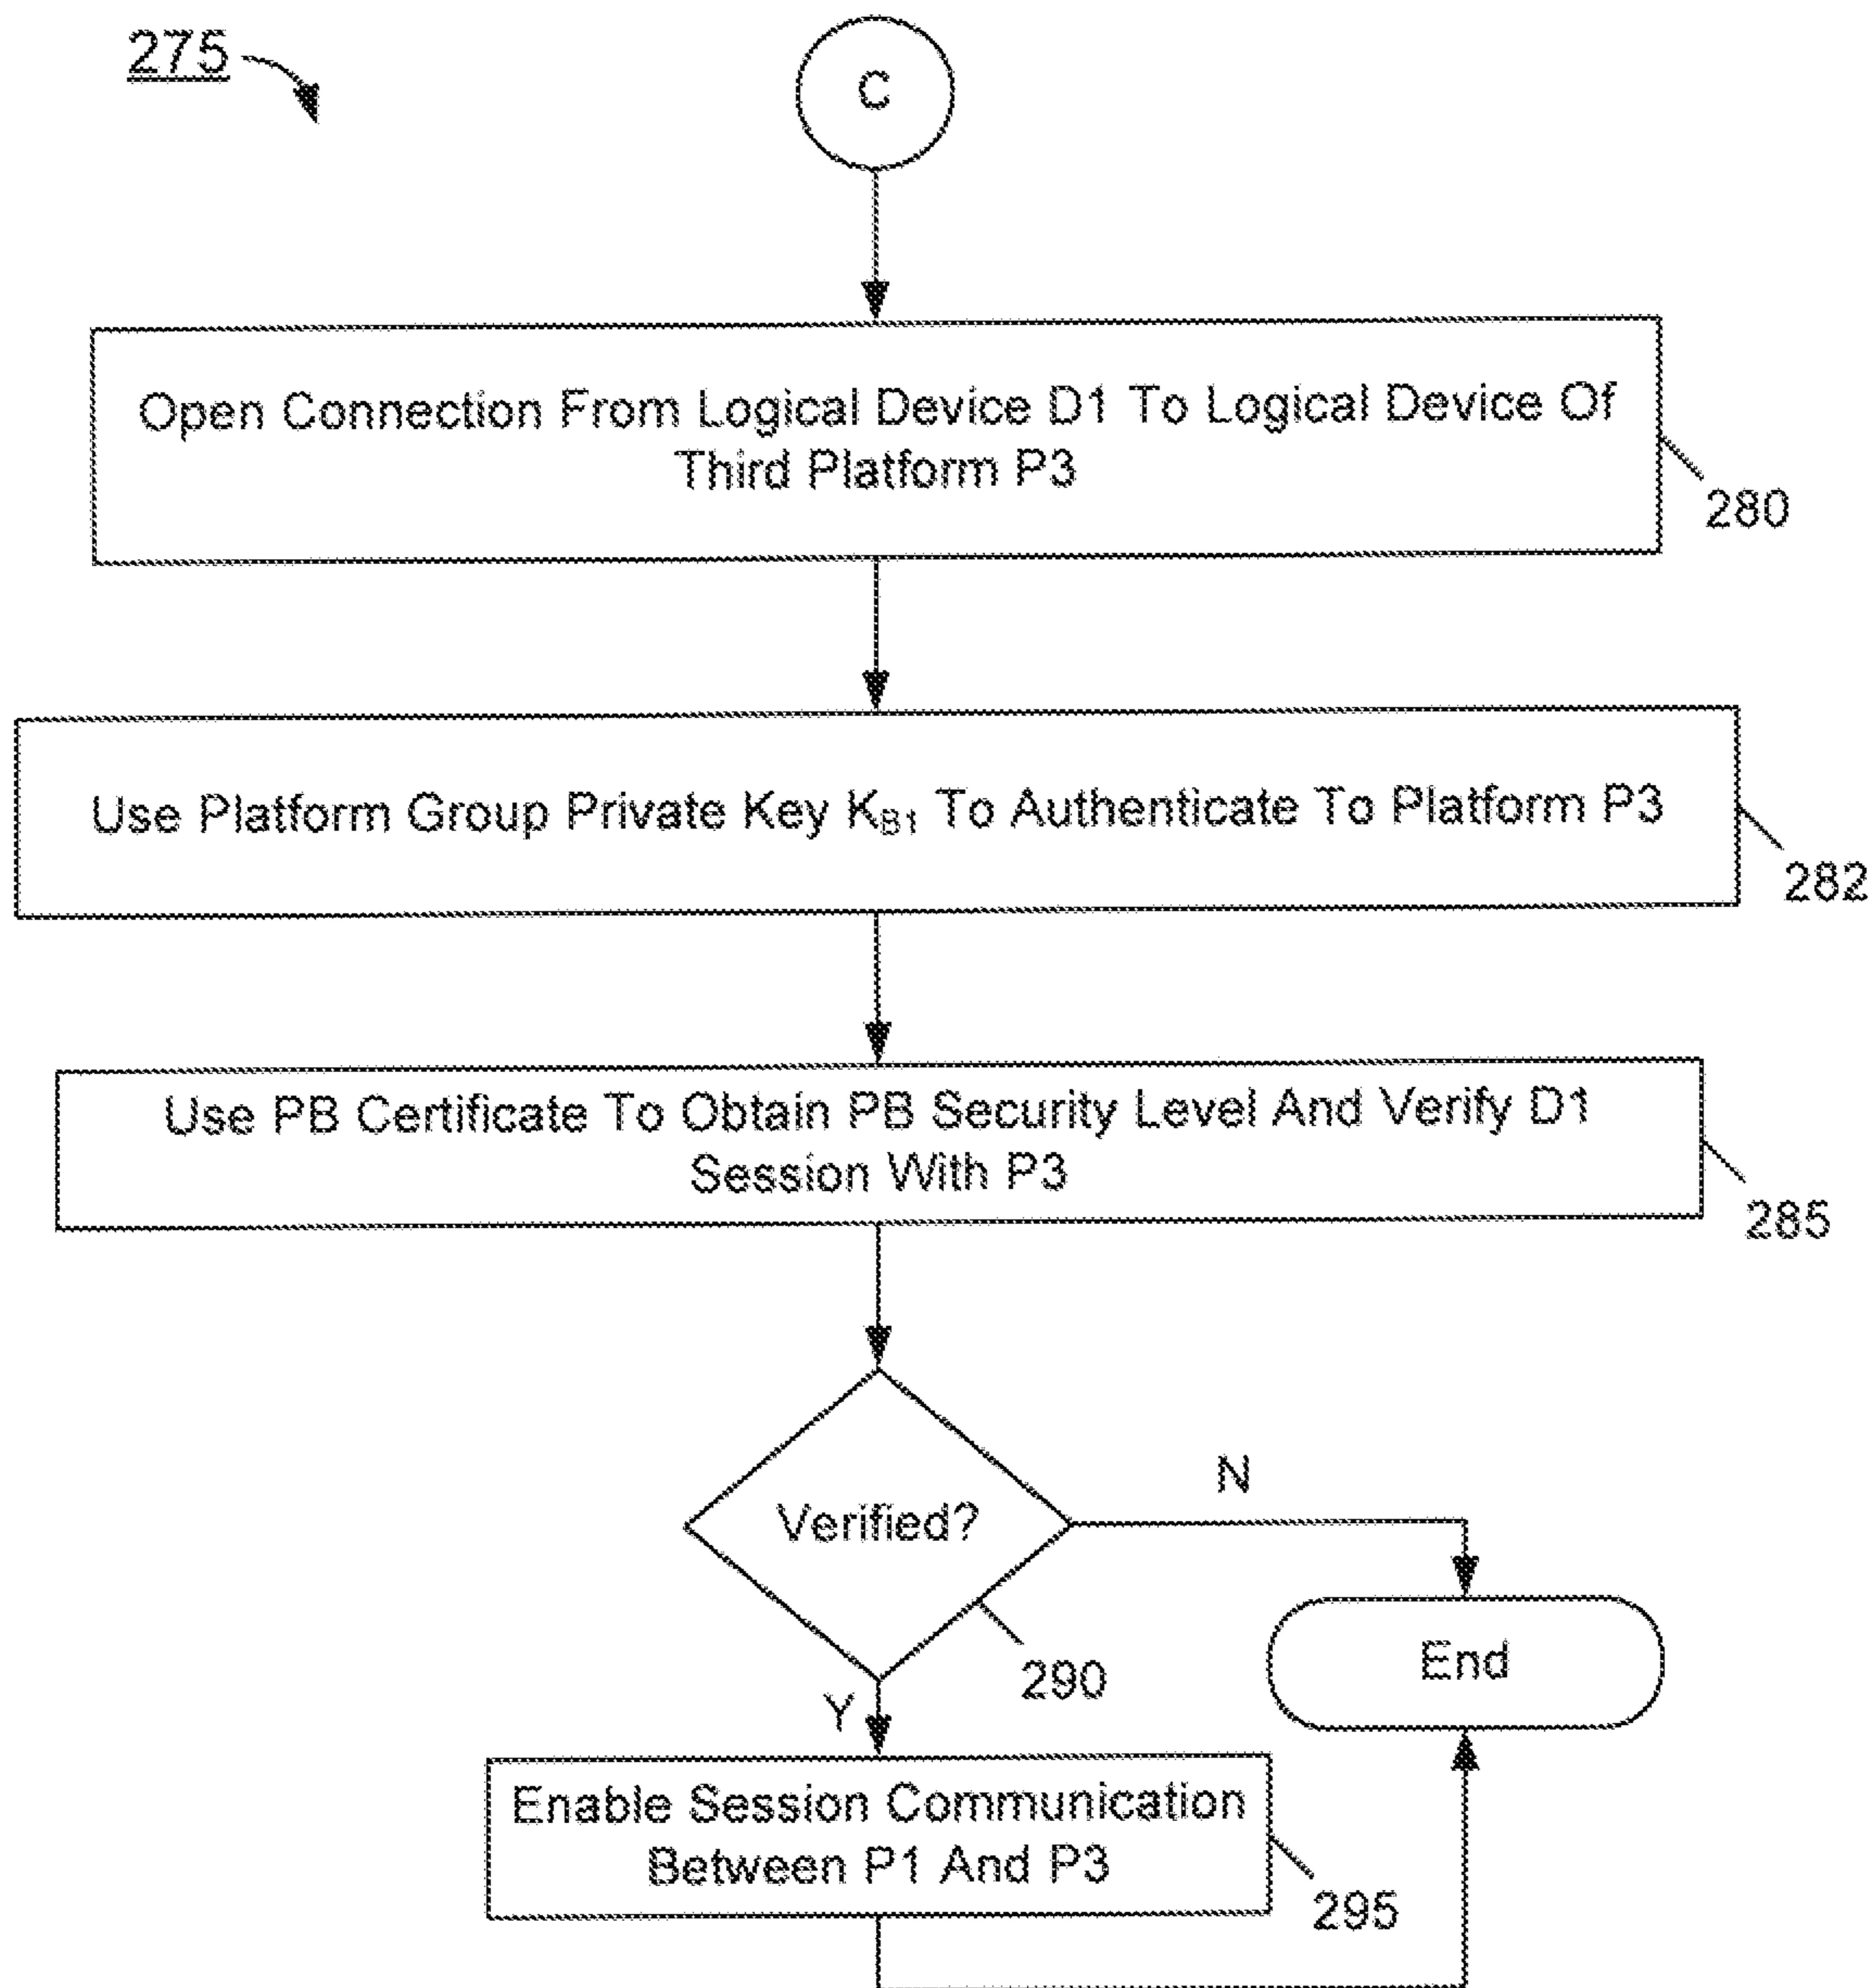 275
C
Open Connection From Logical Device D1 To Logical Device Of
Third Platform P3
280
Use Platform Group Private Key KB1 To Authenticate To Platform P3
282
Use PB Certificate To Obtain PB Security Level And Verify D1
Session With P3
285
Verified?
N
290
End
Y
Enable Session Communication
Between P1 And P3
295